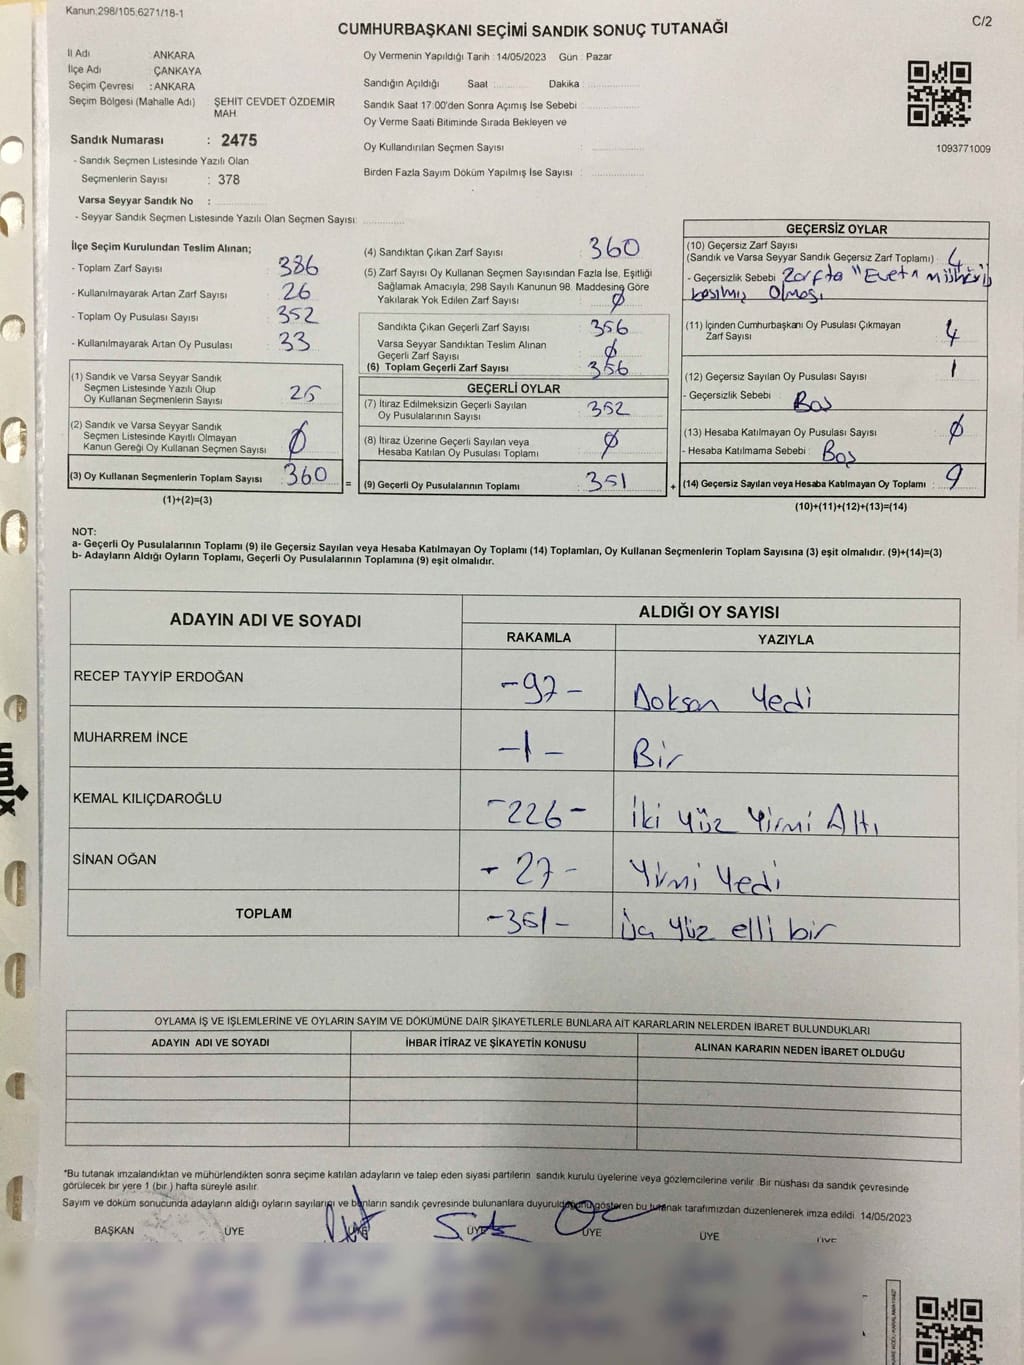 Kanun:298/105,6271/18-1
C/2
CUMHURBAŞKANI SEÇİMİ SANDIK SONUÇ TUTANAĞI
İl Adı : ANKARA
İlçe Adı : ÇANKAYA
Seçim Çevresi : ANKARA
Seçim Bölgesi (Mahalle Adı) ŞEHİT CEVDET ÖZDEMİR
MAH
Sandık Numarası : 2475
- Sandık Seçmen Listesinde Yazılı Olan
Seçmenlerin Sayısı : 378
Varsa Seyyar Sandık No :
- Seyyar Sandık Seçmen Listesinde Yazılı Olan Seçmen Sayısı:
Oy Vermenin Yapıldığı Tarih : 14/05/2023 Gün : Pazar
Sandığın Açıldığı Saat Dakika
Sandık Saat 17:00'den Sonra Açımış İse Sebebi
Oy Verme Saati Bitiminde Sırada Bekleyen ve
Oy Kullandırılan Seçmen Sayısı :
Birden Fazla Sayım Döküm Yapılmış İse Sayısı :
1093771009
İlçe Seçim Kurulundan Teslim Alınan;
- Toplam Zarf Sayısı 386
- Kullanılmayarak Artan Zarf Sayısı 26
- Toplam Oy Pusulası Sayısı 352
- Kullanılmayarak Artan Oy Pusulası 33
(1) Sandık ve Varsa Seyyar Sandık
Seçmen Listesinde Yazılı Olup
Oy Kullanan Seçmenlerin Sayısı 25
(2) Sandık ve Varsa Seyyar Sandık
Seçmen Listesinde Kayıtlı Olmayan
Kanun Gereği Oy Kullanan Seçmen Sayısı Ø
(3) Oy Kullanan Seçmenlerin Toplam Sayısı 360
(1)+(2)=(3)
=
(4) Sandıktan Çıkan Zarf Sayısı 360
(5) Zarf Sayısı Oy Kullanan Seçmen Sayısından Fazla İse, Eşitliği
Sağlamak Amacıyla, 298 Sayılı Kanunun 98. Maddesine Göre
Yakılarak Yok Edilen Zarf Sayısı Ø
Sandıkta Çıkan Geçerli Zarf Sayısı 356
Varsa Seyyar Sandıktan Teslim Alınan
Geçerli Zarf Sayısı Ø
(6) Toplam Geçerli Zarf Sayısı 356
GEÇERLİ OYLAR
(7) İtiraz Edilmeksizin Geçerli Sayılan
Oy Pusulalarının Sayısı 352
(8) İtiraz Üzerine Geçerli Sayılan veya
Hesaba Katılan Oy Pusulası Toplamı Ø
(9) Geçerli Oy Pusulalarının Toplamı 351
+
GEÇERSİZ OYLAR
(10) Geçersiz Zarf Sayısı
(Sandık ve Varsa Seyyar Sandık Geçersiz Zarf Toplamı) : 4
- Geçersizlik Sebebi Zarfta "Evet" mührü
basılmış olması
(11) İçinden Cumhurbaşkanı Oy Pusulası Çıkmayan
Zarf Sayısı 4
(12) Geçersiz Sayılan Oy Pusulası Sayısı 1
- Geçersizlik Sebebi : Boş
(13) Hesaba Katılmayan Oy Pusulası Sayısı Ø
- Hesaba Katılmama Sebebi : Boş
(14) Geçersiz Sayılan veya Hesaba Katılmayan Oy Toplamı : 9
(10)+(11)+(12)+(13)=(14)
NOT:
a- Geçerli Oy Pusulalarının Toplamı (9) ile Geçersiz Sayılan veya Hesaba Katılmayan Oy Toplamı (14) Toplamları, Oy Kullanan Seçmenlerin Toplam Sayısına (3) eşit olmalıdır. (9)+(14)=(3)
b- Adayların Aldığı Oyların Toplamı, Geçerli Oy Pusulalarının Toplamına (9) eşit olmalıdır.
ADAYIN ADI VE SOYADI
ALDIĞI OY SAYISI
RAKAMLA YAZIYLA
RECEP TAYYİP ERDOĞAN -97- Doksan Yedi
MUHARREM İNCE -1- Bir
KEMAL KILIÇDAROĞLU -226- İki Yüz Yirmi Altı
SİNAN OĞAN -27- Yirmi Yedi
TOPLAM -351- Üç Yüz elli bir
OYLAMA İŞ VE İŞLEMLERİNE VE OYLARIN SAYIM VE DÖKÜMÜNE DAİR ŞİKAYETLERLE BUNLARA AİT KARARLARIN NELERDEN İBARET BULUNDUKLARI
ADAYIN ADI VE SOYADI İHBAR İTİRAZ VE ŞİKAYETİN KONUSU ALINAN KARARIN NEDEN İBARET OLDUĞU
*Bu tutanak imzalandıktan ve mühürlendikten sonra seçime katılan adayların ve talep eden siyasi partilerin sandık kurulu üyelerine veya gözlemcilerine verilir. Bir nüshası da sandık çevresinde
görülecek bir yere 1 (bir ) hafta süreyle asılır.
Sayım ve döküm sonucunda adayların aldığı oyların sayılarını ve bunların sandık çevresinde bulunanlara duyurulduğunu gösteren bu tutanak tarafımızdan düzenlenerek imza edildi. 14/05/2023
BAŞKAN ÜYE ÜYE ÜYE ÜYE ÜYE ÜYE
umix